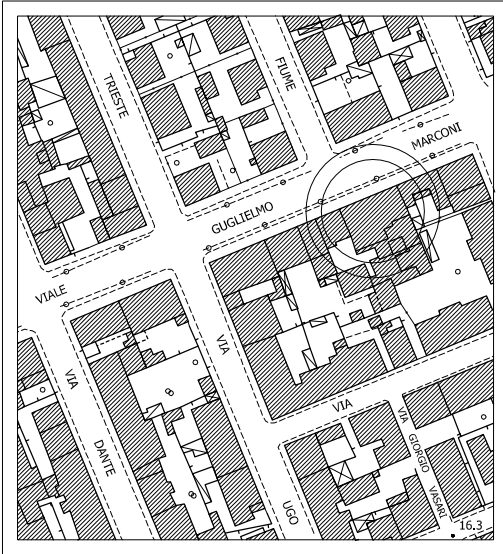 TRIESTE
FIUME
MARCONI
GUGLIELMO
VIALE
VIA
VIA
VIA
VIA
GIORGIO
VASARI
DANTE
UGO
16.3